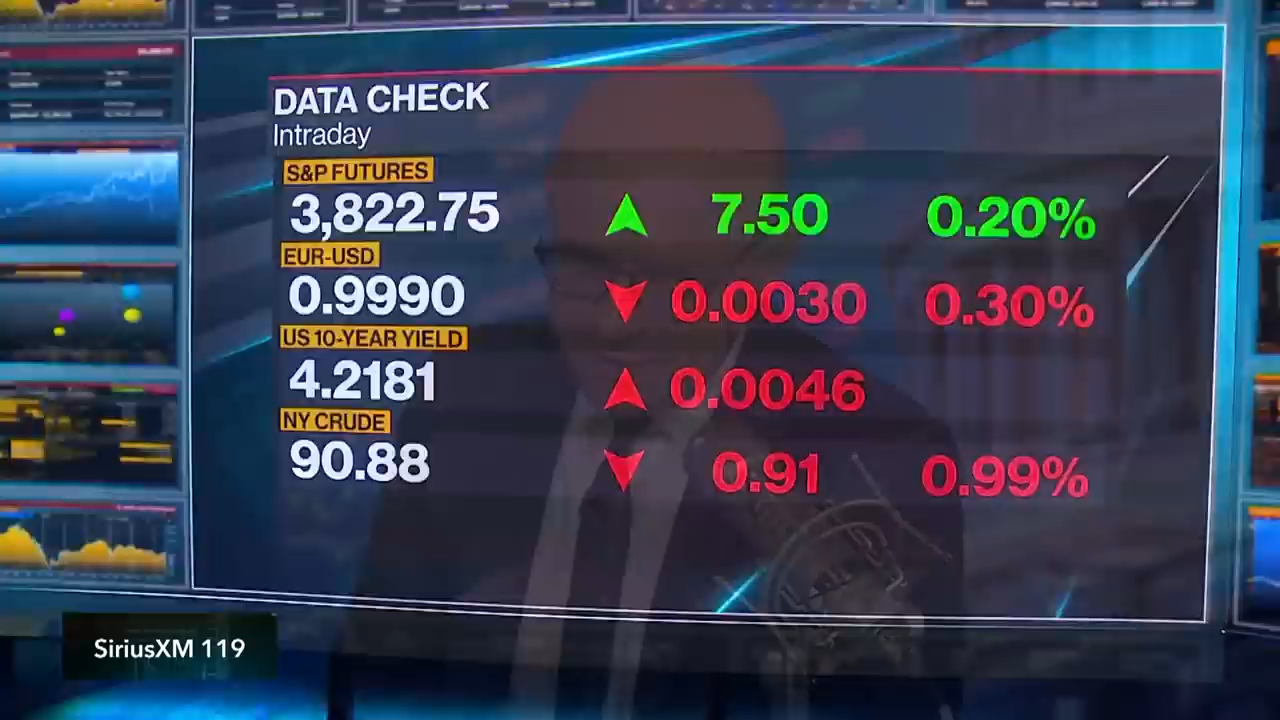 DATA CHECK
Intraday
S&P FUTURES
3,822.75 7.50 0.20%
EUR-USD
0.9990 0.0030 0.30%
US 10-YEAR YIELD
4.2181 0.0046
NY CRUDE
90.88 0.91 0.99%
SiriusXM 119